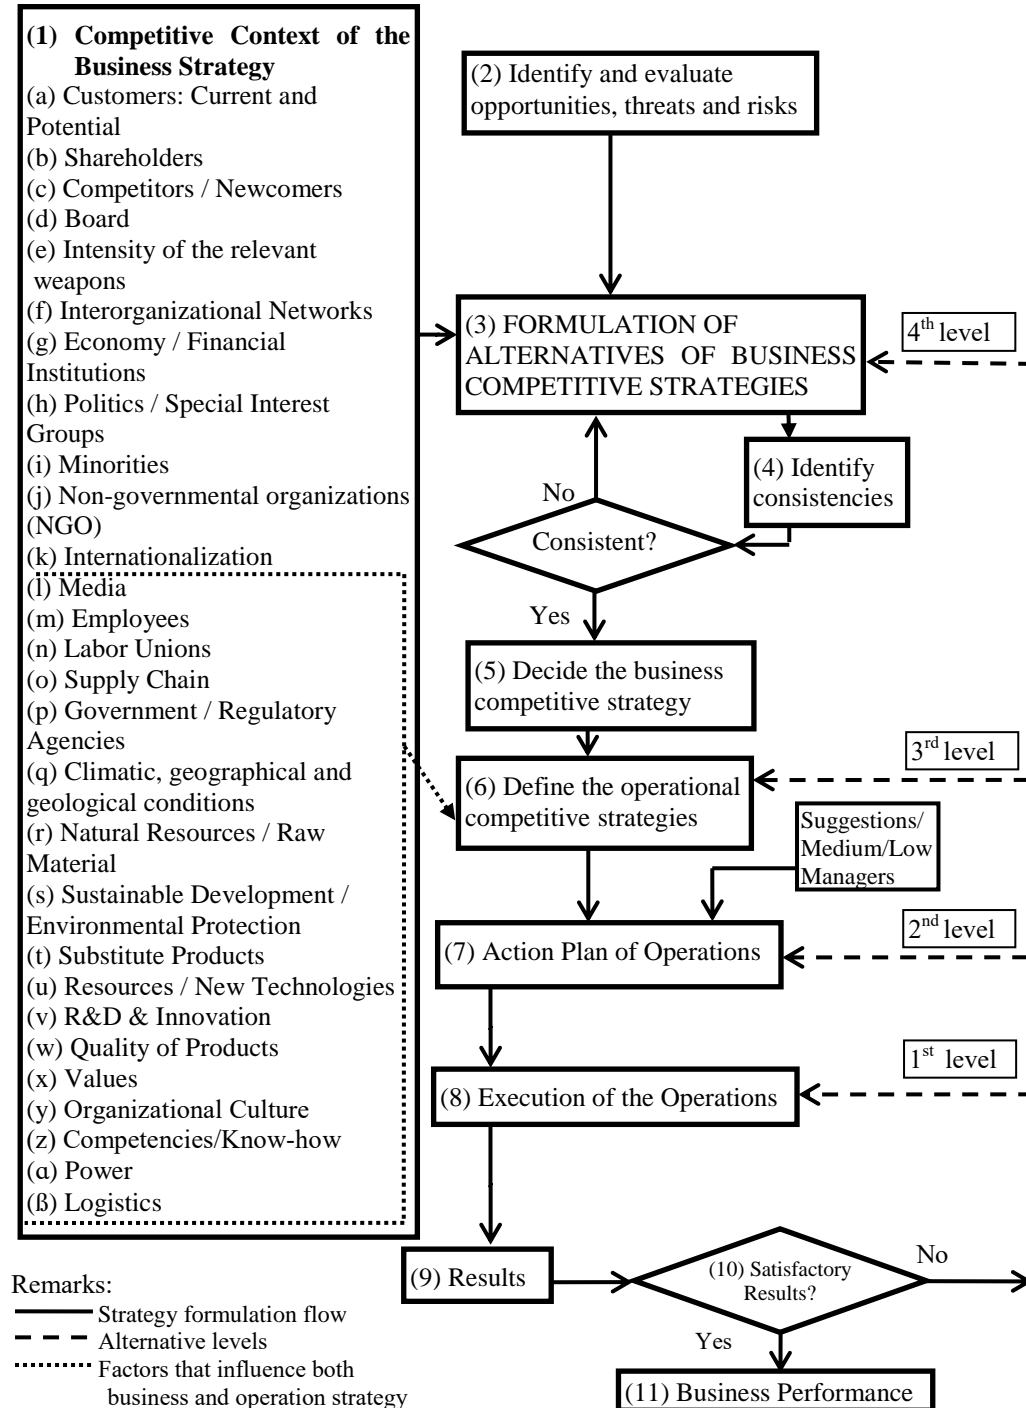 (1) Competitive Context of the
Business Strategy
(a) Customers: Current and
Potential
(b) Shareholders
(c) Competitors / Newcomers
(d) Board
(e) Intensity of the relevant
weapons
(f) Interorganizational Networks
(g) Economy / Financial
Institutions
(h) Politics / Special Interest
Groups
(i) Minorities
(j) Non-governmental organizations
(NGO)
(k) Internationalization
(l) Media
(m) Employees
(n) Labor Unions
(o) Supply Chain
(p) Government / Regulatory
Agencies
(q) Climatic, geographical and
geological conditions
(r) Natural Resources / Raw
Material
(s) Sustainable Development /
Environmental Protection
(t) Substitute Products
(u) Resources / New Technologies
(v) R&D & Innovation
(w) Quality of Products
(x) Values
(y) Organizational Culture
(z) Competencies/Know-how
(ɑ) Power
(ß) Logistics
(2) Identify and evaluate
opportunities, threats and risks
(3) FORMULATION OF
ALTERNATIVES OF BUSINESS
COMPETITIVE STRATEGIES
4th level
(4) Identify
consistencies
No
Consistent?
Yes
(5) Decide the business
competitive strategy
3rd level
(6) Define the operational
competitive strategies
Suggestions/
Medium/Low
Managers
2nd level
(7) Action Plan of Operations
1st level
(8) Execution of the Operations
(9) Results
(10) Satisfactory
Results?
No
Yes
(11) Business Performance
Remarks:
Strategy formulation flow
Alternative levels
Factors that influence both
business and operation strategy